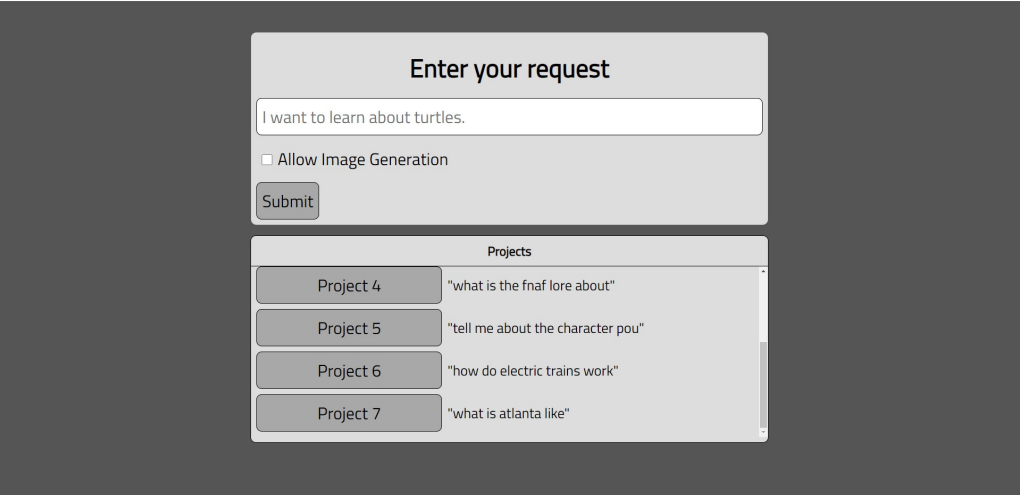 Enter your request
I want to learn about turtles.
Allow Image Generation
Submit
Projects
Project 4 "what is the fnaf lore about"
Project 5 "tell me about the character pou"
Project 6 "how do electric trains work"
Project 7 "what is atlanta like"